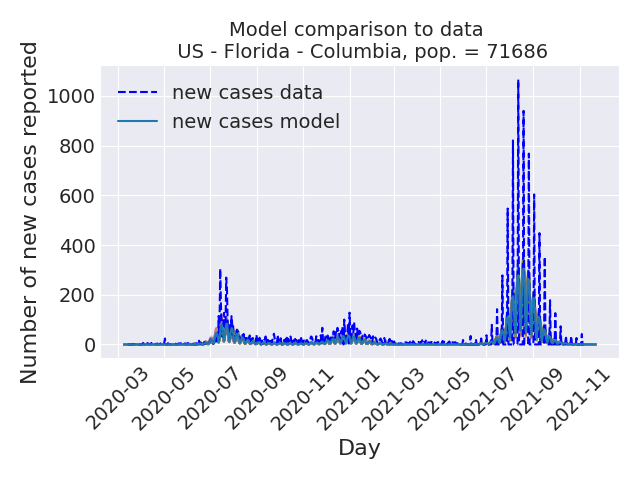 Model comparison to data
US - Florida - Columbia, pop. = 71686
Number of new cases reported
1000
800
600
400
200
0
new cases data
new cases model
2020-03
2020-05
2020-07
2020-09
2020-11
2021-01
2021-03
2021-05
2021-07
2021-09
2021-11
Day